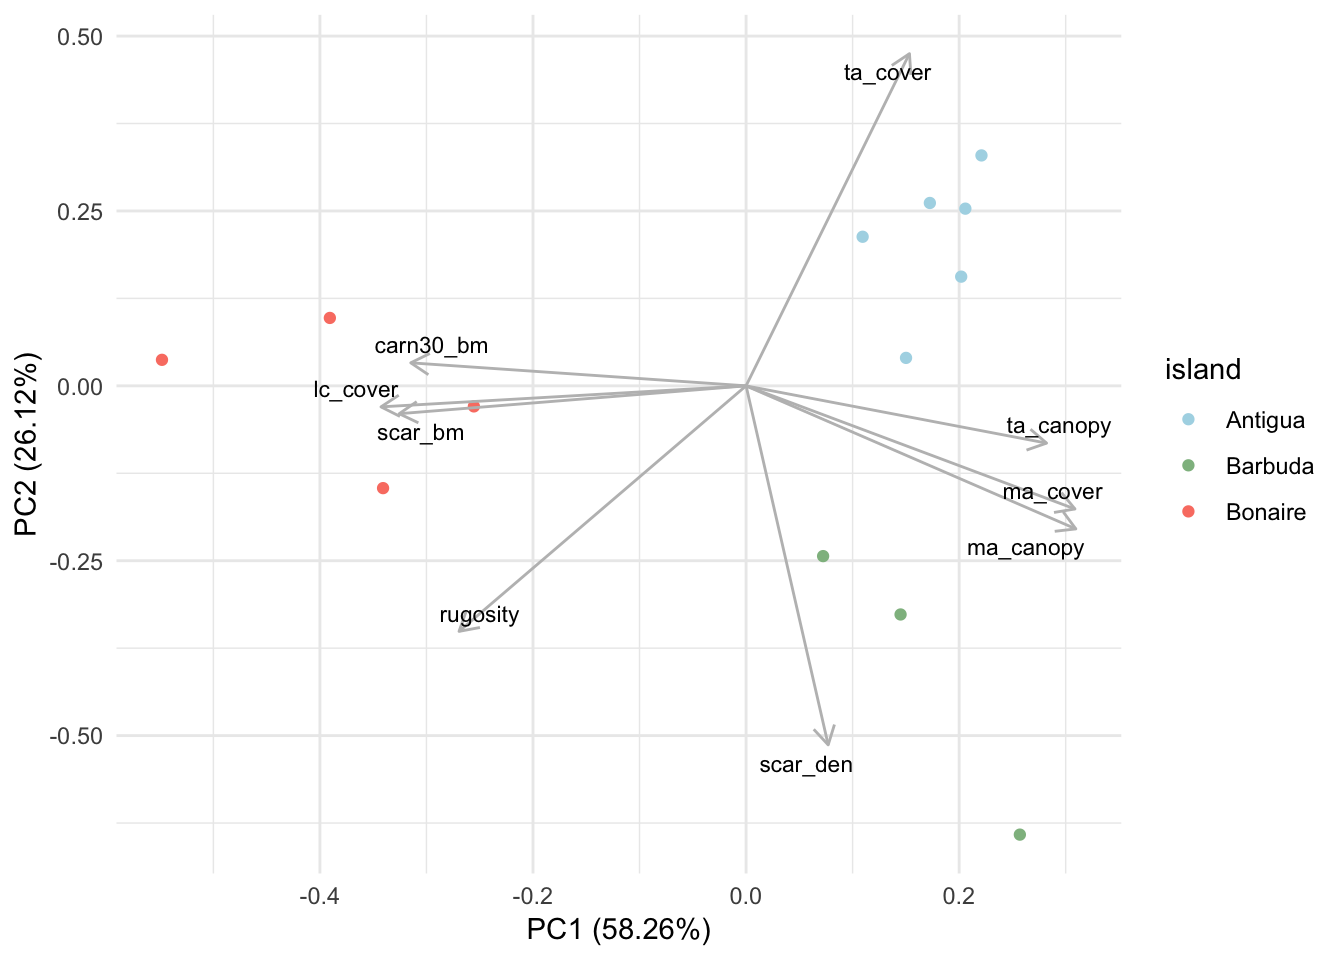 0.50
0.25
0.00
-0.25
-0.50
PC2 (26.12%)
ta_cover
carn30_bm
lc_cover
scar_bm
ta_canopy
ma_cover
ma_canopy
rugosity
scar_den
-0.4
-0.2
0.0
0.2
PC1 (58.26%)
island
Antigua
Barbuda
Bonaire